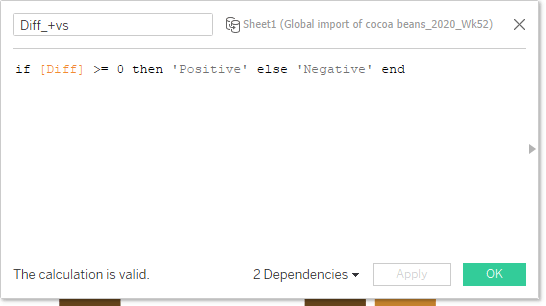 Diff_+vs
Sheet1 (Global import of cocoa beans_2020_Wk52)
if [Diff] >= 0 then 'Positive' else 'Negative' end
The calculation is valid.
2 Dependencies
Apply
OK